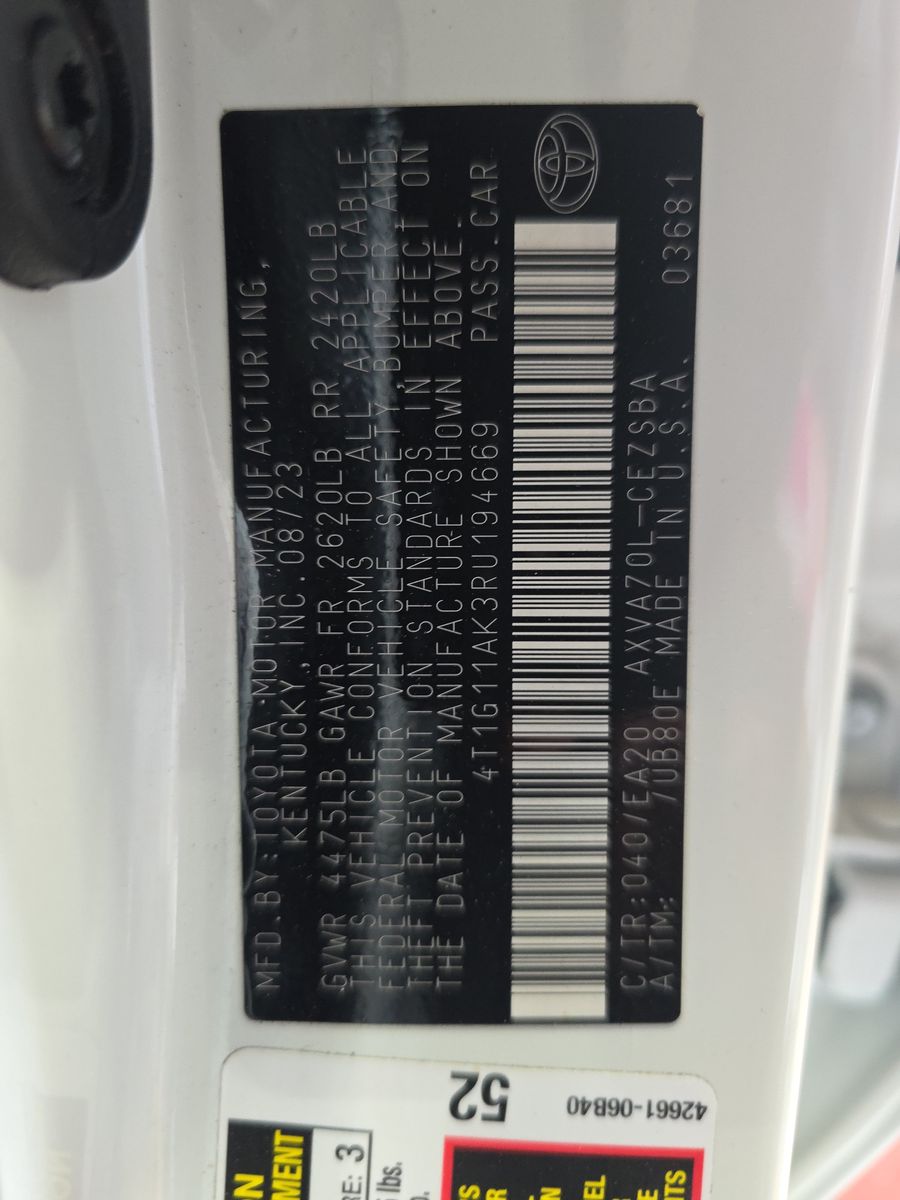 MFD.BY:TOYOTA MOTOR MANUFACTURING,
KENTUCKY, INC.08/23
GVWR 4475LB GAWR FR 2620LB RR 2420LB
THIS VEHICLE CONFORMS TO ALL APPLICABLE
FEDERAL MOTOR VEHICLE SAFETY,BUMPER,AND
THEFT PREVENTION STANDARDS IN EFFECT ON
THE DATE OF MANUFACTURE SHOWN ABOVE.
4T1G11AK3RU194669 PASS.CAR
C/TR:040/EA20 AXVA70L-CEZSBA
A/TM: /UB80E MADE IN U.S.A. 03681
52
42661-06B40